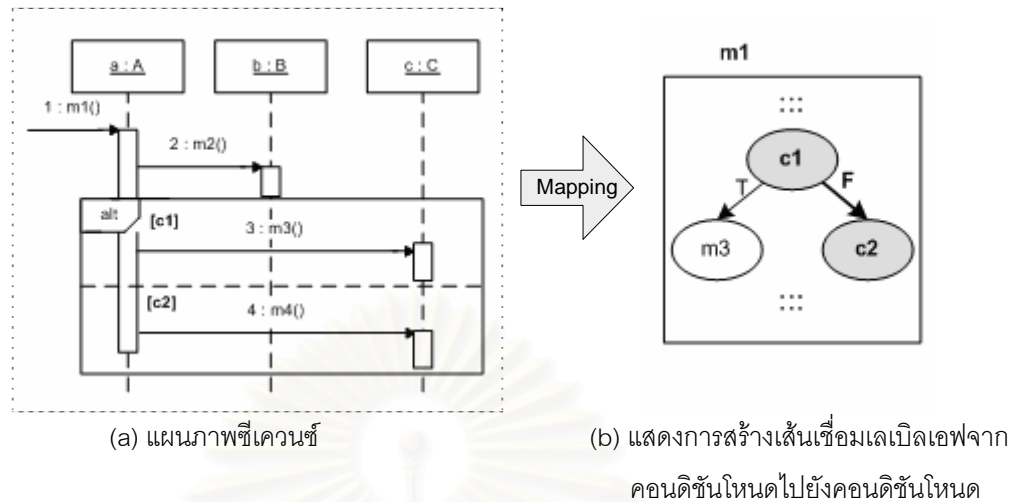 a : A
b : B
c : C
1 : m1()
2 : m2()
alt
[c1]
3 : m3()
[c2]
4 : m4()
Mapping
m1
:::
c1
T
F
m3
c2
:::
(a) แผนภาพซีเควนซ์
(b) แสดงการสร้างเส้นเชื่อมเลเบิลเอฟจาก
คอนดิชันโหนดไปยังคอนดิชันโหนด